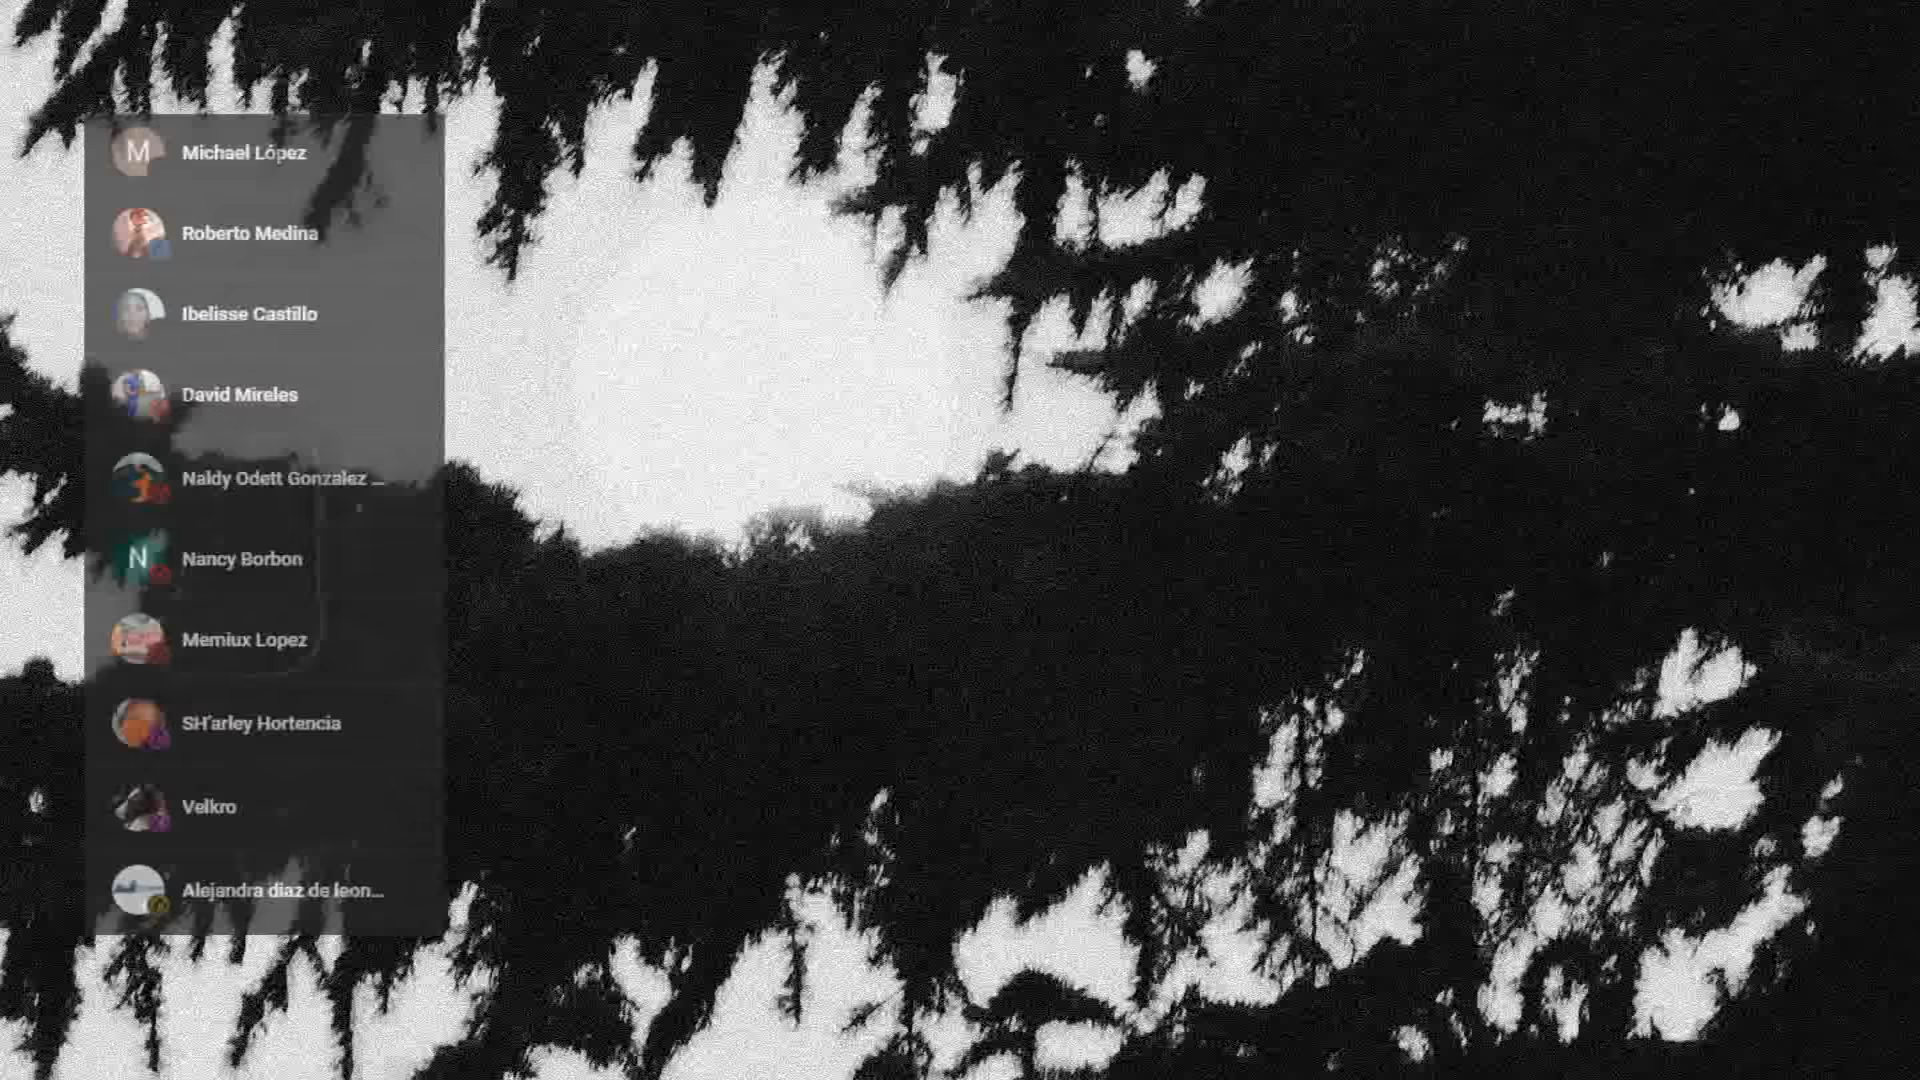 M Michael López
Roberto Medina
Ibelisse Castillo
David Mireles
Naldy Odett Gonzalez ...
N Nancy Borbon
Memiux Lopez
SH'arley Hortencia
Velkro
Alejandra diaz de leon...